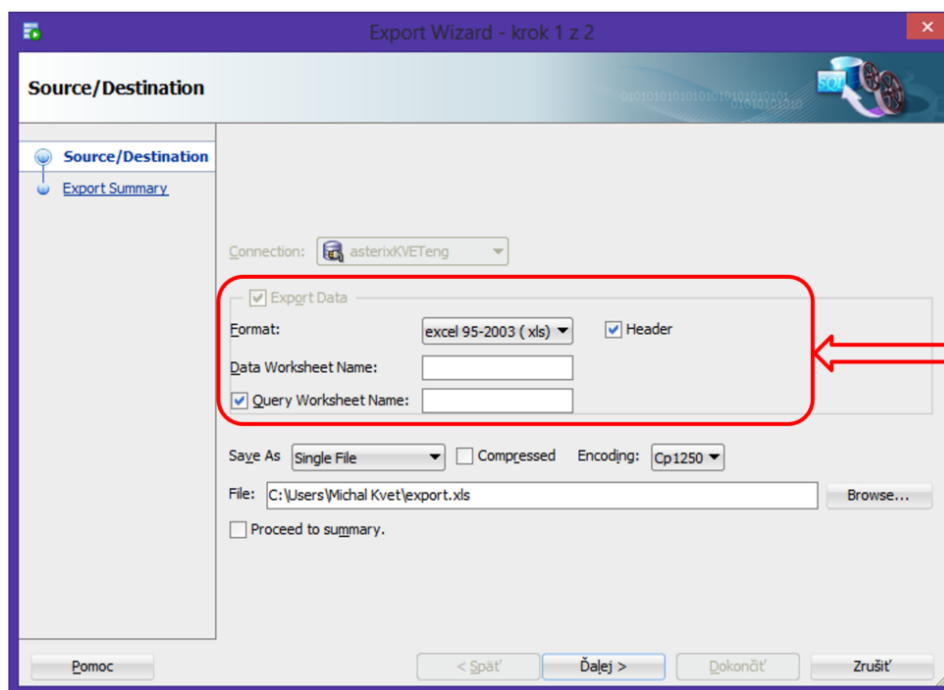 Export Wizard - krok 1 z 2
Source/Destination
SQL
Source/Destination
Export Summary
Connection: asterixKVETeng
Export Data
Format: excel 95-2003 ( xls) Header
Data Worksheet Name:
Query Worksheet Name:
Save As Single File Compressed Encoding: Cp1250
File: C:\Users\Michal Kvet\export.xls Browse...
Proceed to summary.
Pomoc < Späť Ďalej > Dokončiť Zrušiť